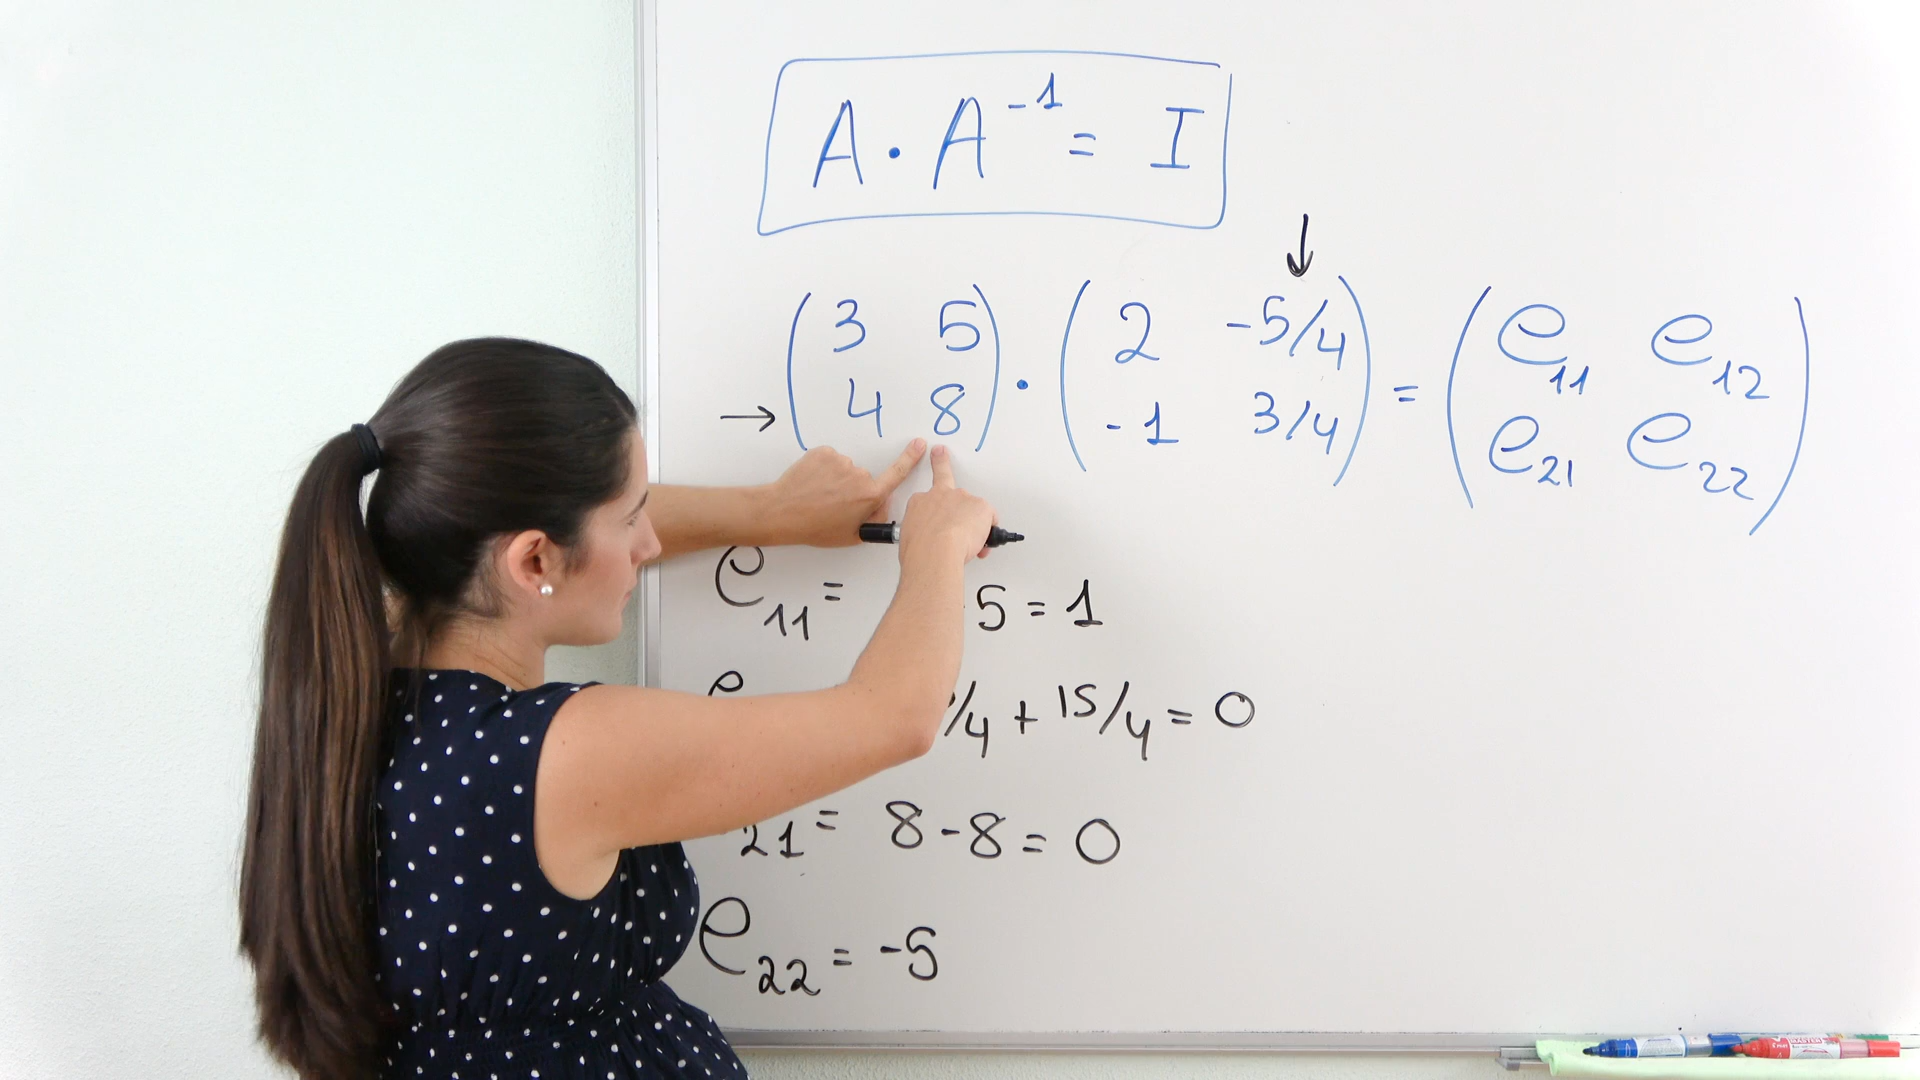 A · A⁻¹ = I
↓
(3 5) · (2 -5/4) = (e₁₁ e₁₂)
→ (4 8) (-1 3/4) (e₂₁ e₂₂)
e₁₁ = 5 = 1
/4 + 15/4 = 0
21 = 8 - 8 = 0
e₂₂ = -5